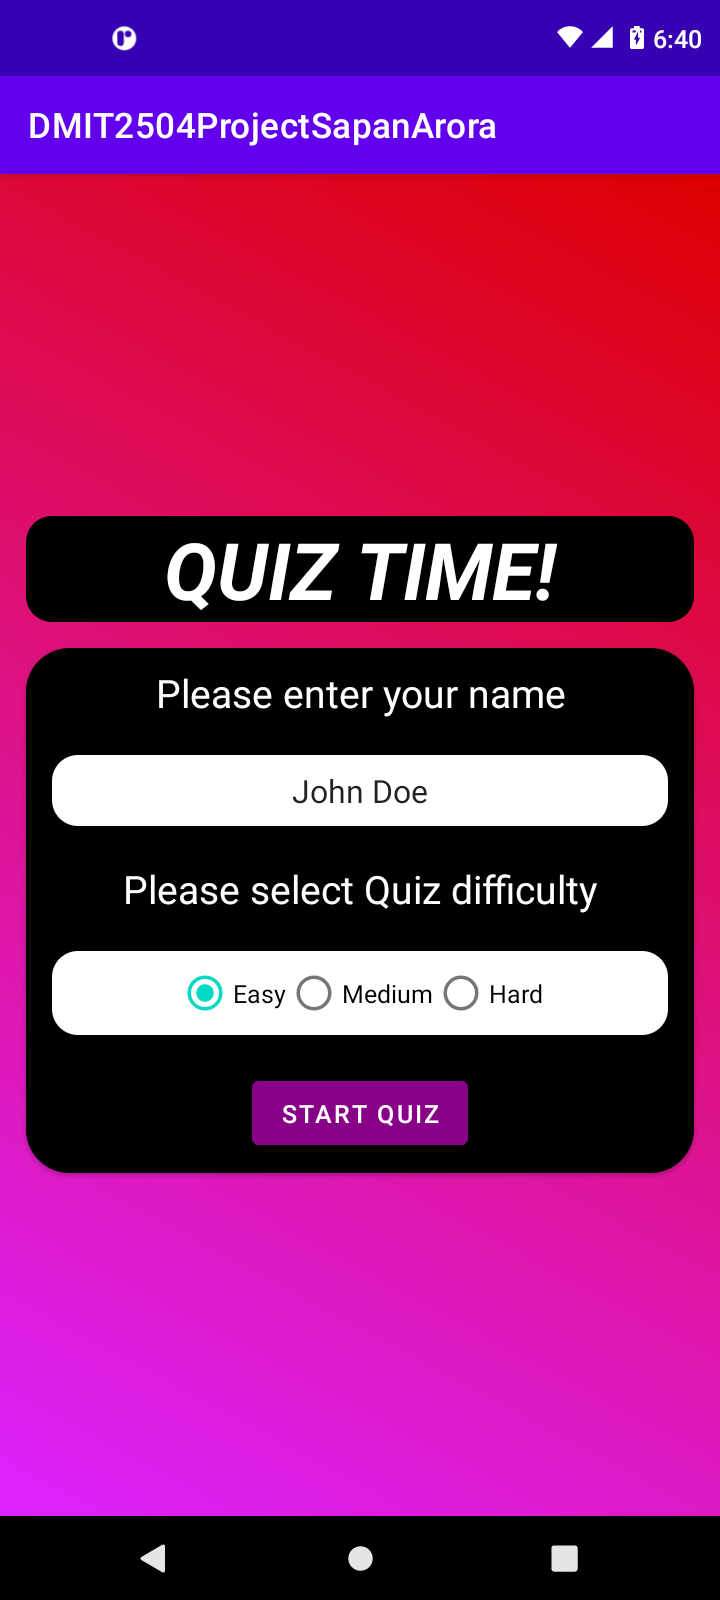 6:40
DMIT2504ProjectSapanArora
QUIZ TIME!
Please enter your name
John Doe
Please select Quiz difficulty
Easy Medium Hard
START QUIZ